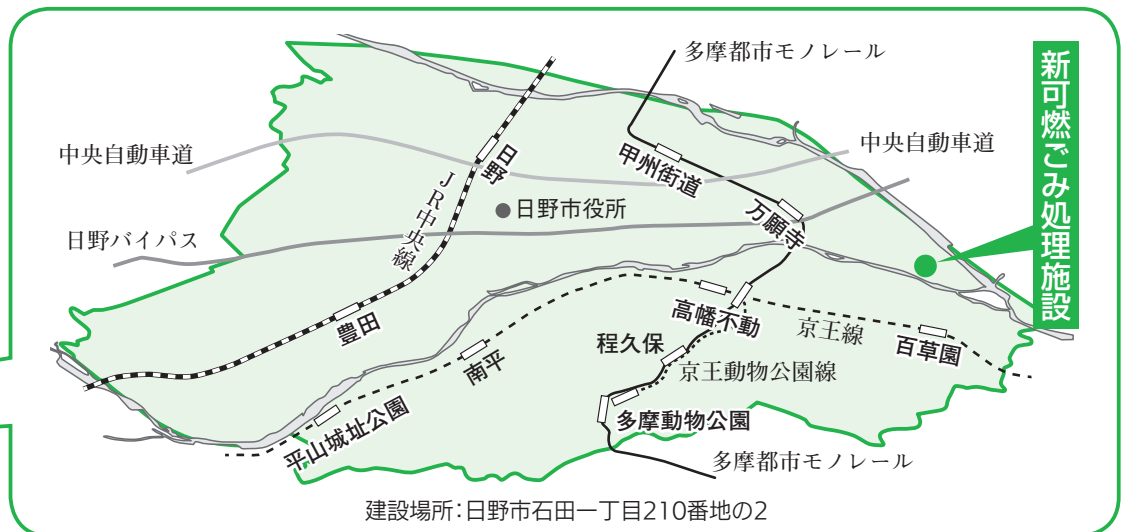 多摩都市モノレール
新可燃ごみ処理施設
中央自動車道
中央自動車道
甲州街道
日野
JR中央線
日野市役所
万願寺
日野バイパス
高幡不動
豊田
京王線
百草園
程久保
南平
京王動物公園線
多摩動物公園
平山城址公園
多摩都市モノレール
建設場所:日野市石田一丁目210番地の2